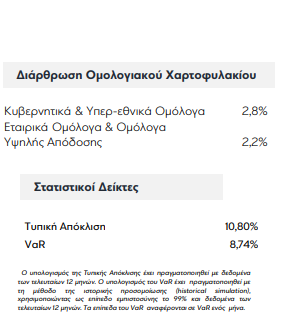 Διάρθρωση Ομολογιακού Χαρτοφυλακίου
Κυβερνητικά & Υπερ-εθνικά Ομόλογα 2,8%
Εταιρικά Ομόλογα & Ομόλογα
Υψηλής Απόδοσης 2,2%
Στατιστικοί Δείκτες
Τυπική Απόκλιση 10,80%
VaR 8,74%
Ο υπολογισμός της Τυπικής Απόκλισης έχει πραγματοποιηθεί με δεδομένα
των τελευταίων 12 μηνών. Ο υπολογισμός του VaR έχει πραγματοποιηθεί με
τη μέθοδο της ιστορικής προσομοίωσης (historical simulation),
χρησιμοποιώντας ως επίπεδο εμπιστοσύνης το 99% και δεδομένα των
τελευταίων 12 μηνών. Τα επίπεδα του VaR αναφέρονται σε VaR ενός μήνα.